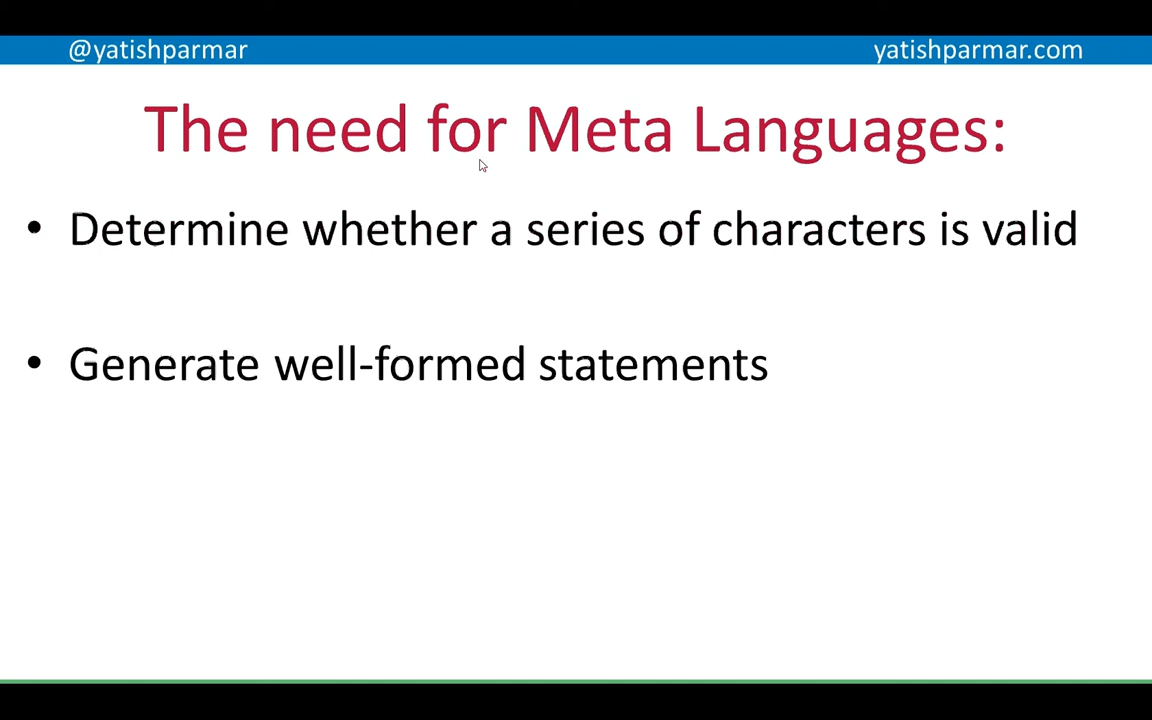 @yatishparmar
yatishparmar.com
The need for Meta Languages:
• Determine whether a series of characters is valid
• Generate well-formed statements